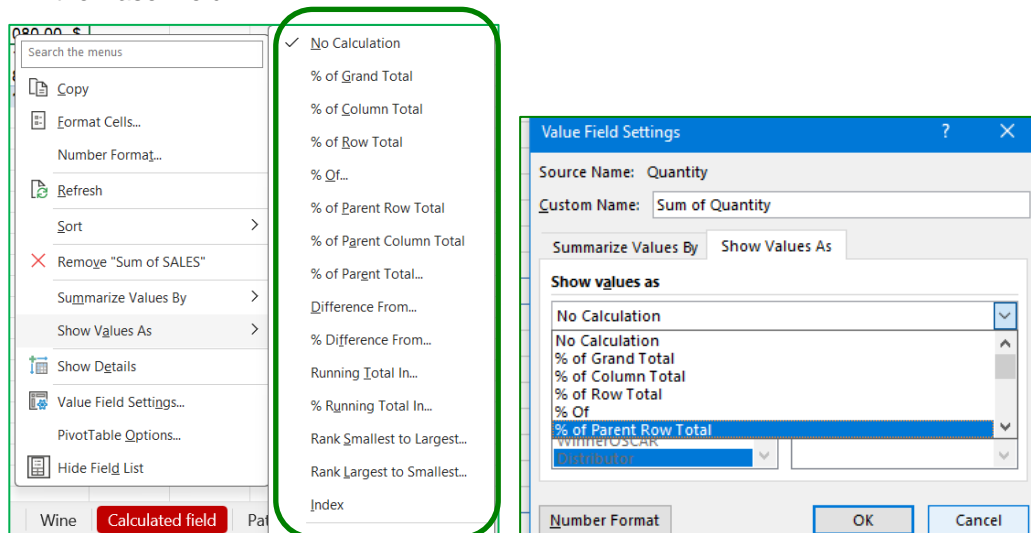 080.00 $
Search the menus
Copy
Format Cells...
Number Format...
Refresh
Sort
Remove "Sum of SALES"
Summarize Values By
Show Values As
Show Details
Value Field Settings...
PivotTable Options...
Hide Field List
Wine
Calculated field
Pat
No Calculation
% of Grand Total
% of Column Total
% of Row Total
% Of...
% of Parent Row Total
% of Parent Column Total
% of Parent Total...
Difference From...
% Difference From...
Running Total In...
% Running Total In...
Rank Smallest to Largest...
Rank Largest to Smallest...
Index
Value Field Settings ?
Source Name: Quantity
Custom Name: Sum of Quantity
Summarize Values By Show Values As
Show values as
No Calculation
No Calculation
% of Grand Total
% of Column Total
% of Row Total
% Of
% of Parent Row Total
WinnerOSCAR
Distributor
Number Format OK Cancel